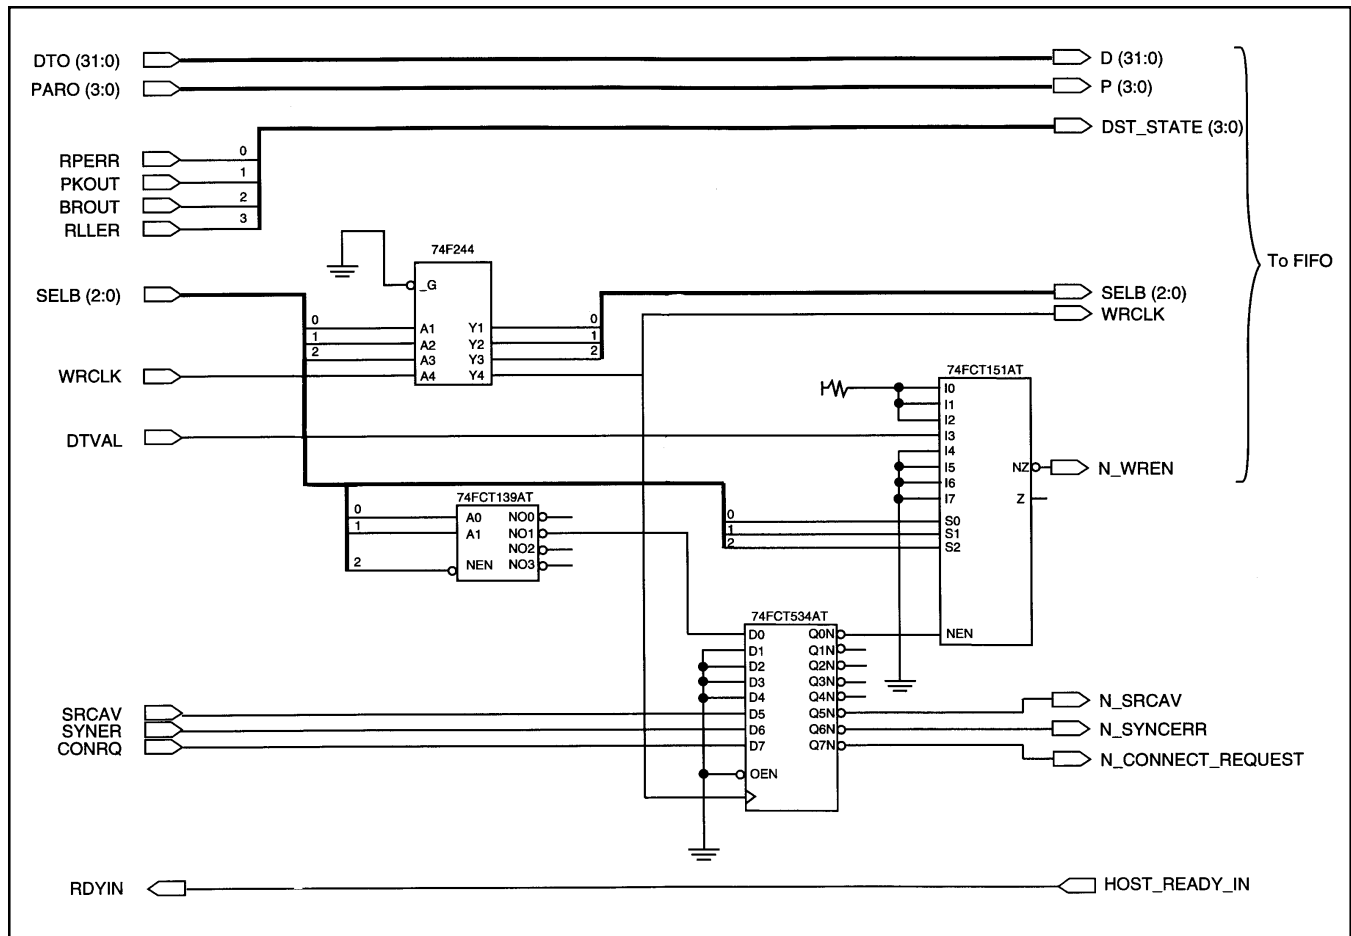 DTO (31:0)
D (31:0)
PARO (3:0)
P (3:0)
DST_STATE (3:0)
RPERR
0
PKOUT
1
BROUT
2
RLLER
3
To FIFO
74F244
_G
SELB (2:0)
SELB (2:0)
WRCLK
0 A1 Y1 0
1 A2 Y2 1
2 A3 Y3 2
WRCLK
A4 Y4
74FCT151AT
I0
I1
I2
DTVAL
I3
I4
I5
I6
I7
NZ
N_WREN
Z
0 S0
1 S1
2 S2
NEN
74FCT139AT
0 A0 NO0
1 A1 NO1
NO2
2 NEN NO3
74FCT534AT
D0 Q0N
D1 Q1N
D2 Q2N
D3 Q3N
D4 Q4N
SRCAV
D5 Q5N
N_SRCAV
SYNER
D6 Q6N
N_SYNCERR
CONRQ
D7 Q7N
N_CONNECT_REQUEST
OEN
RDYIN
HOST_READY_IN